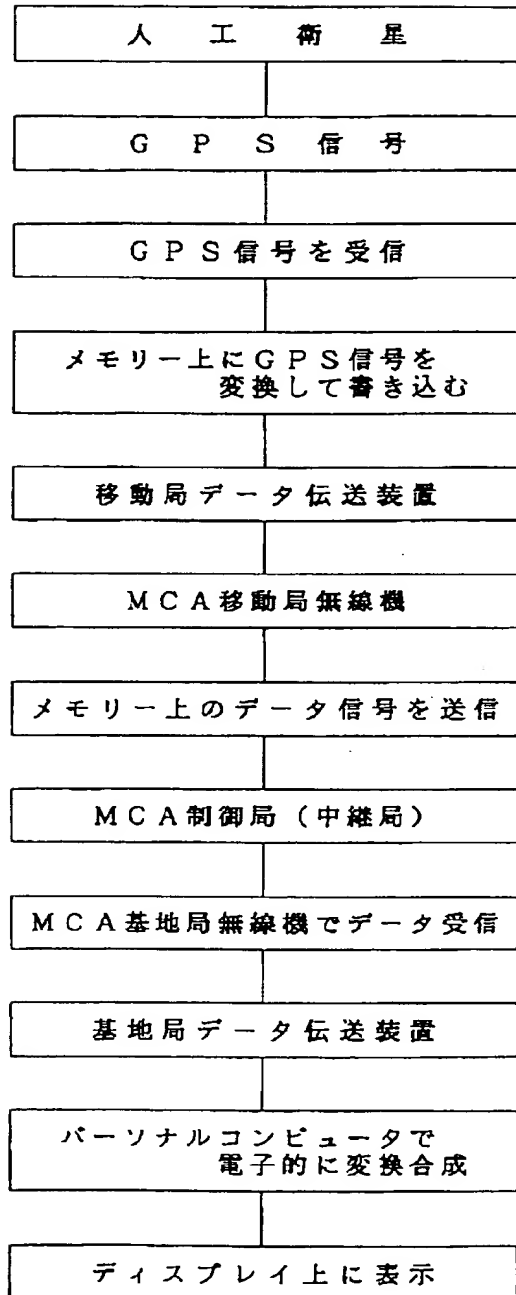 人工衛星
GPS信号
GPS信号を受信
メモリー上にGPS信号を
変換して書き込む
移動局データ伝送装置
MCA移動局無線機
メモリー上のデータ信号を送信
MCA制御局(中継局)
MCA基地局無線機でデータ受信
基地局データ伝送装置
パーソナルコンピュータで
電子的に変換合成
ディスプレイ上に表示